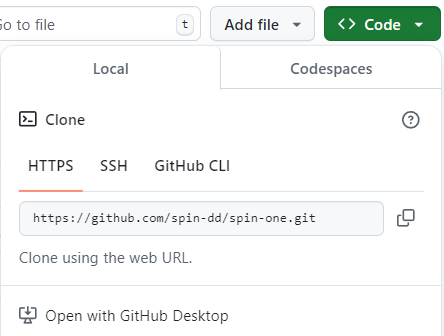 Go to file
t
Add file
<> Code
Local
Codespaces
Clone
HTTPS
SSH
GitHub CLI
https://github.com/spin-dd/spin-one.git
Clone using the web URL.
Open with GitHub Desktop